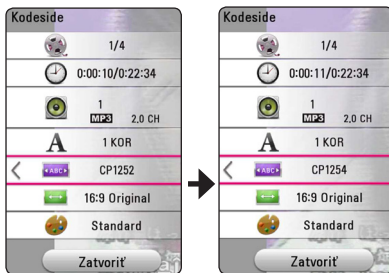 Kodeside
1/4
0:00:10/0:22:34
1
MP3 2,0 CH
A 1 KOR
ABC CP1252
16:9 Original
Standard
Zatvoriť
Kodeside
1/4
0:00:11/0:22:34
1
MP3 2,0 CH
A 1 KOR
ABC CP1254
16:9 Original
Standard
Zatvoriť